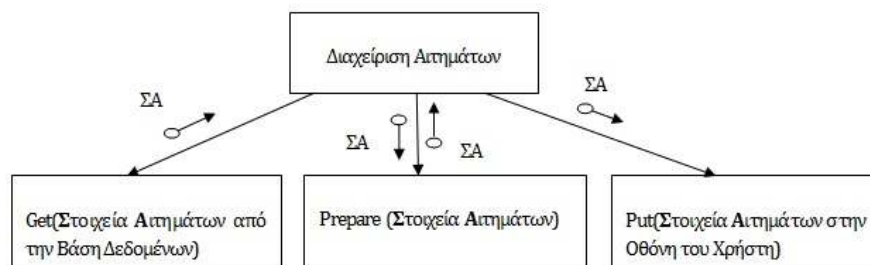 Διαχείριση Αιτημάτων
ΣΑ
ΣΑ
ΣΑ
ΣΑ
Get(Στοιχεία Αιτημάτων από
την Βάση Δεδομένων)
Prepare (Στοιχεία Αιτημάτων)
Put(Στοιχεία Αιτημάτων στην
Οθόνη του Χρήστη)